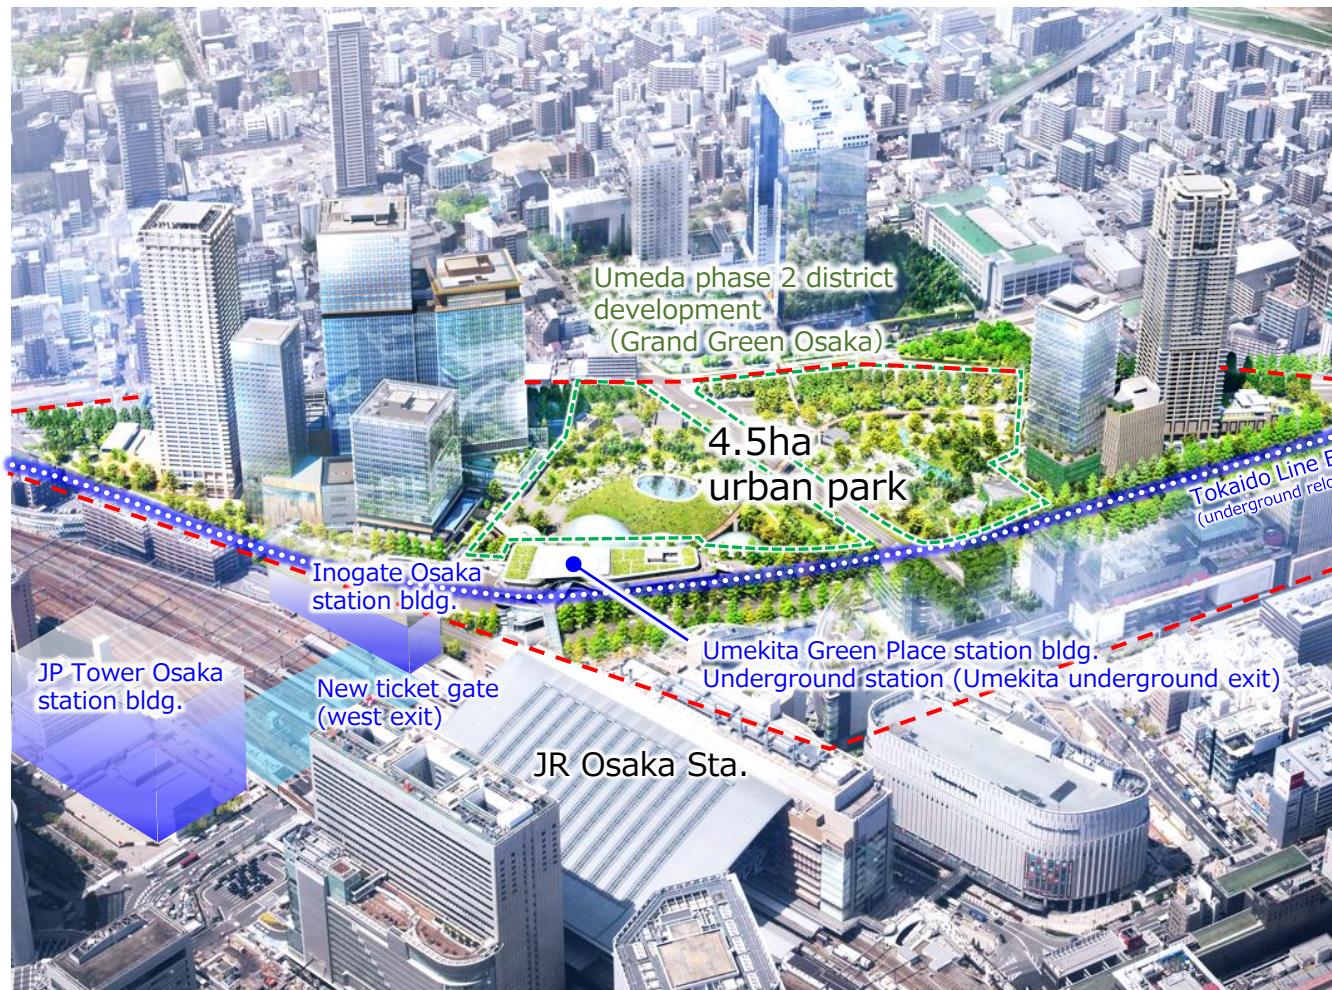 Umeda phase 2 district
development
(Grand Green Osaka)
4.5ha
urban park
Tokaido Line
(underground
Inogate Osaka
station bldg.
JP Tower Osaka
station bldg.
New ticket gate
(west exit)
Umekita Green Place station bldg.
Underground station (Umekita underground exit)
JR Osaka Sta.